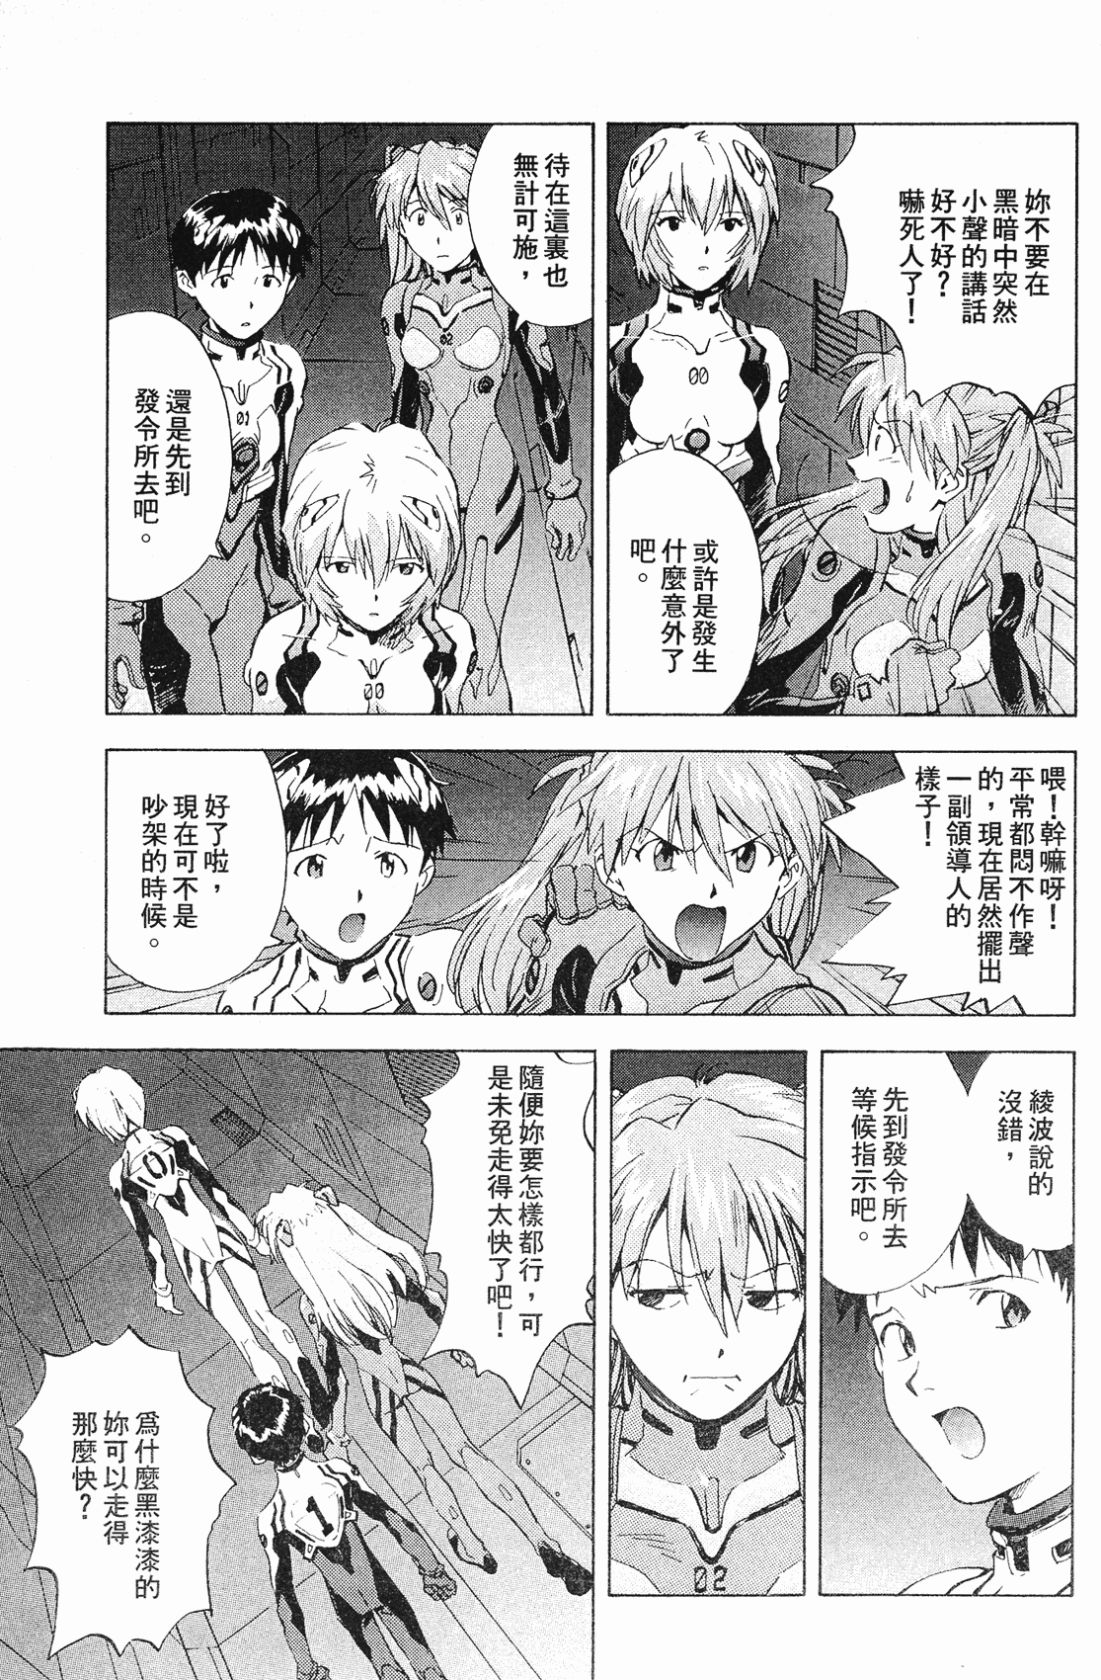 妳不要在
黑暗中突然
小聲的講話
好不好？
嚇死人了！
00
或許是發生
什麼意外了
吧。
待在這裏也
無計可施，
02
01
還是先到
發令所去吧。
00
喂！幹嘛呀！
平常都悶不作聲
的，現在居然擺出
一副領導人的
樣子！
好了啦，
現在可不是
吵架的時候。
綾波說的
沒錯，
先到發令所去
等候指示吧。
02
隨便妳要怎樣都行，可
是未免走得太快了吧！
0
1
爲什麼黑漆漆的
妳可以走得
那麼快？